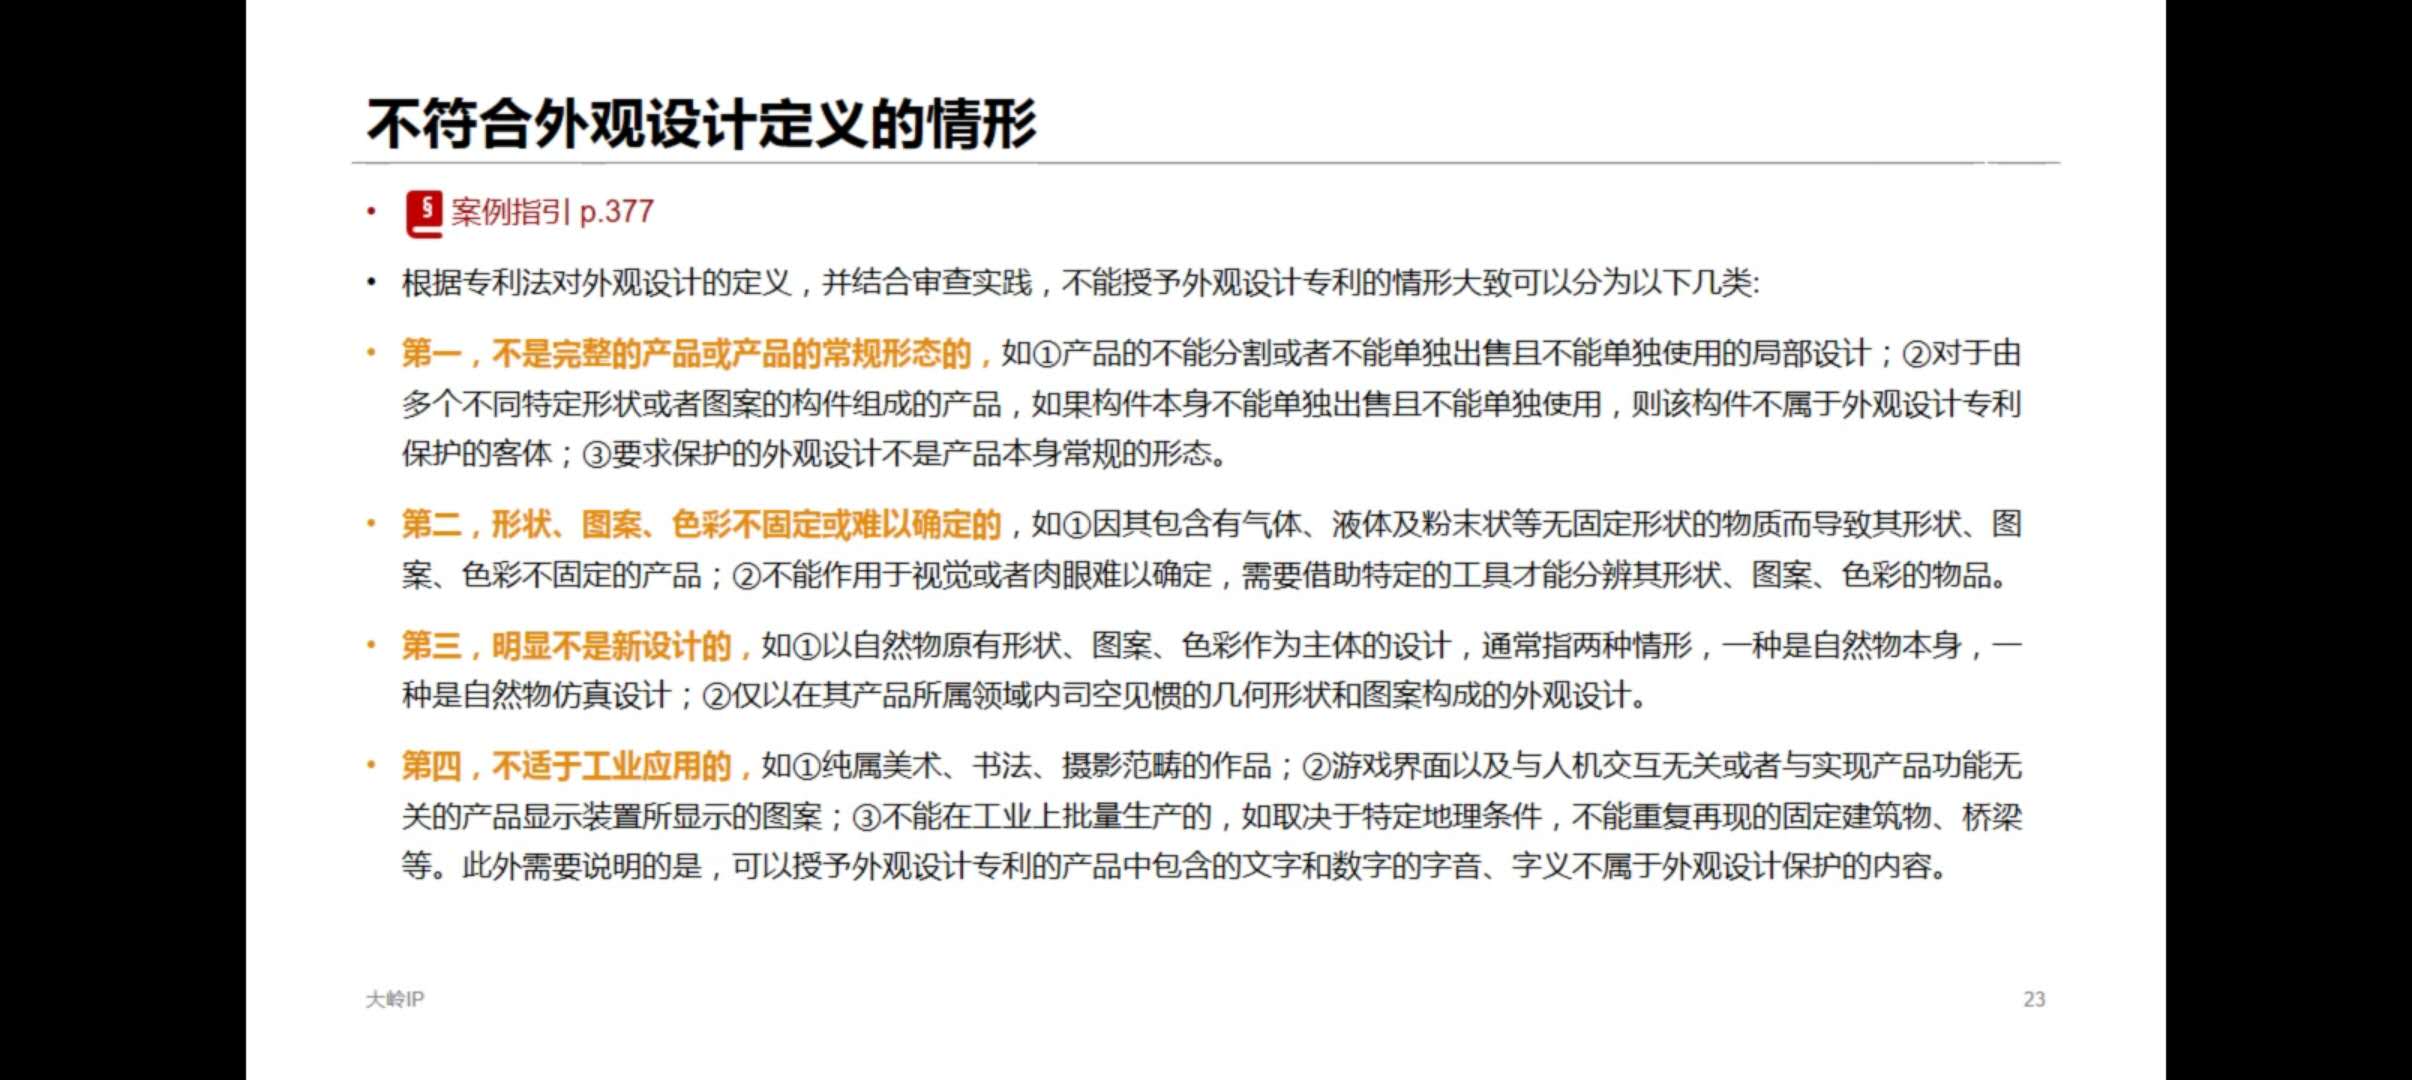 不符合外观设计定义的情形
• § 案例指引 p.377
• 根据专利法对外观设计的定义，并结合审查实践，不能授予外观设计专利的情形大致可以分为以下几类:
• 第一，不是完整的产品或产品的常规形态的，如①产品的不能分割或者不能单独出售且不能单独使用的局部设计；②对于由
多个不同特定形状或者图案的构件组成的产品，如果构件本身不能单独出售且不能单独使用，则该构件不属于外观设计专利
保护的客体；③要求保护的外观设计不是产品本身常规的形态。
• 第二，形状、图案、色彩不固定或难以确定的，如①因其包含有气体、液体及粉末状等无固定形状的物质而导致其形状、图
案、色彩不固定的产品；②不能作用于视觉或者肉眼难以确定，需要借助特定的工具才能分辨其形状、图案、色彩的物品。
• 第三，明显不是新设计的，如①以自然物原有形状、图案、色彩作为主体的设计，通常指两种情形，一种是自然物本身，一
种是自然物仿真设计；②仅以在其产品所属领域内司空见惯的几何形状和图案构成的外观设计。
• 第四，不适于工业应用的，如①纯属美术、书法、摄影范畴的作品；②游戏界面以及与人机交互无关或者与实现产品功能无
关的产品显示装置所显示的图案；③不能在工业上批量生产的，如取决于特定地理条件，不能重复再现的固定建筑物、桥梁
等。此外需要说明的是，可以授予外观设计专利的产品中包含的文字和数字的字音、字义不属于外观设计保护的内容。
大岭IP
23